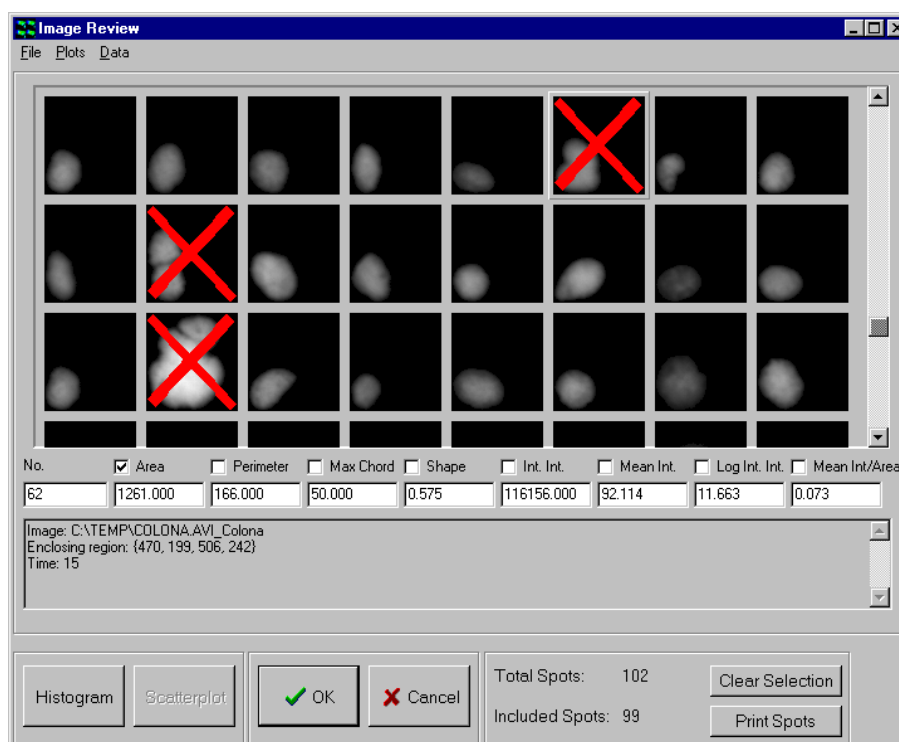 Image Review
File Plots Data
No. Area Perimeter Max Chord Shape Int. Int. Mean Int. Log Int. Int. Mean Int/Area
62 1261.000 166.000 50.000 0.575 116156.000 92.114 11.663 0.073
Image: C:\TEMP\COLONA.AVI_Colona
Enclosing region: {470, 199, 506, 242}
Time: 15
Histogram Scatterplot OK Cancel
Total Spots: 102 Clear Selection
Included Spots: 99 Print Spots